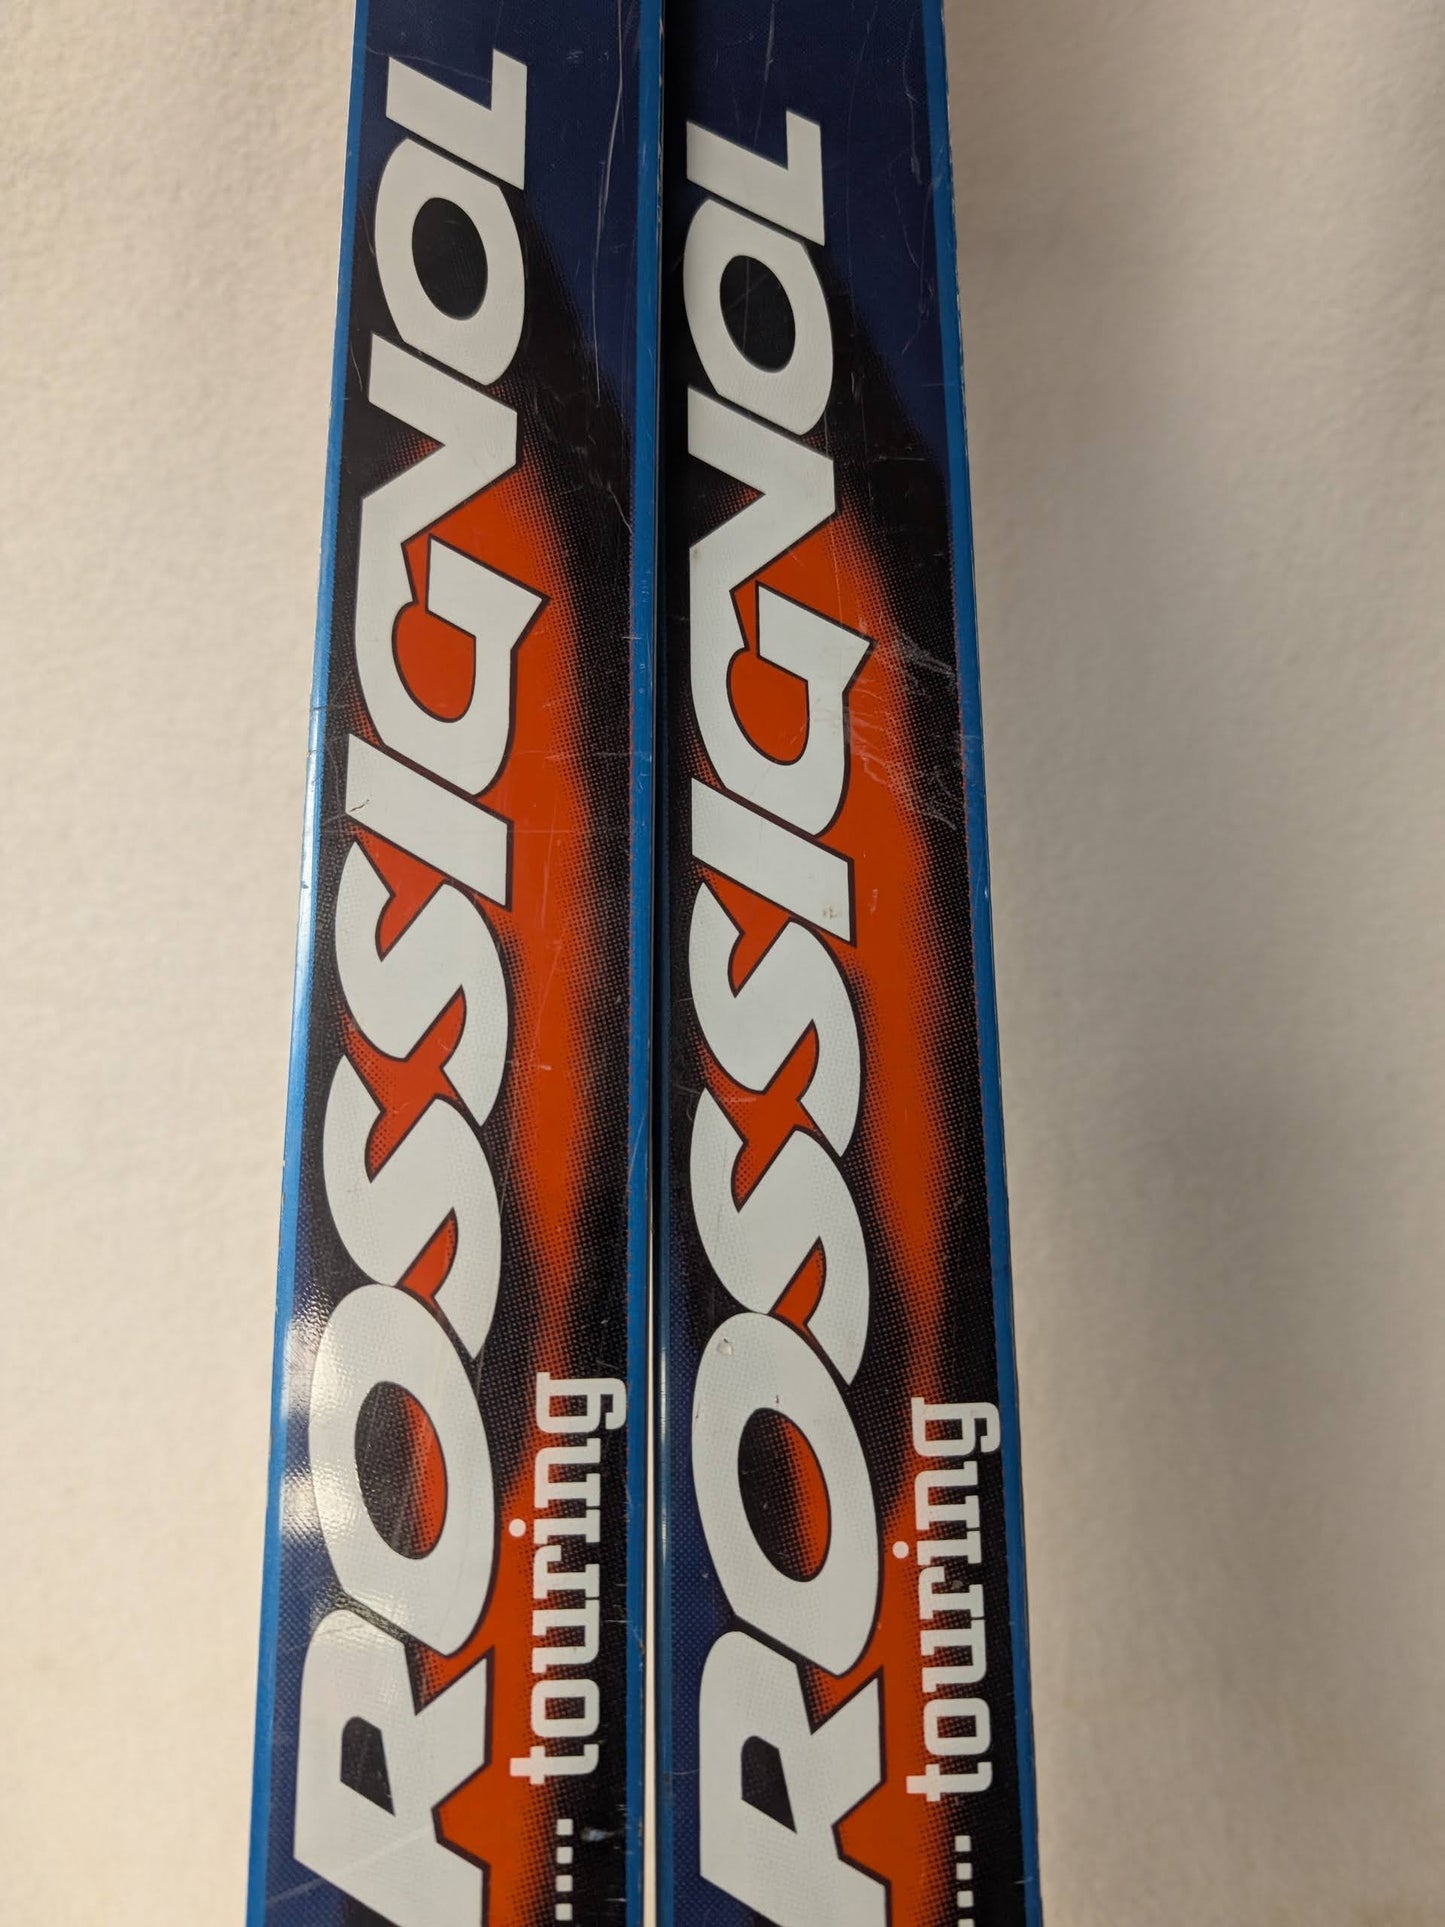 ROSSIGNOL
..... touring
ROSSIGNOL
.... touring